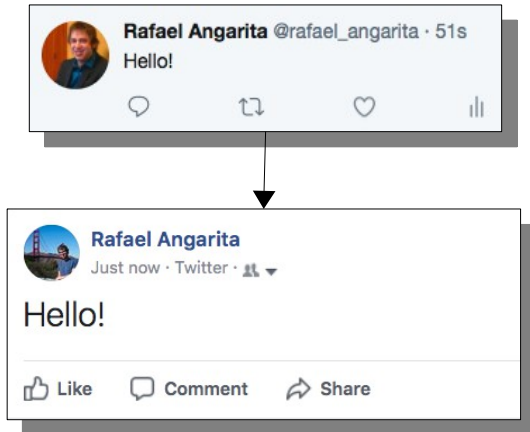 Rafael Angarita @rafael_angarita · 51s
Hello!
Rafael Angarita
Just now · Twitter ·
Hello!
Like Comment Share